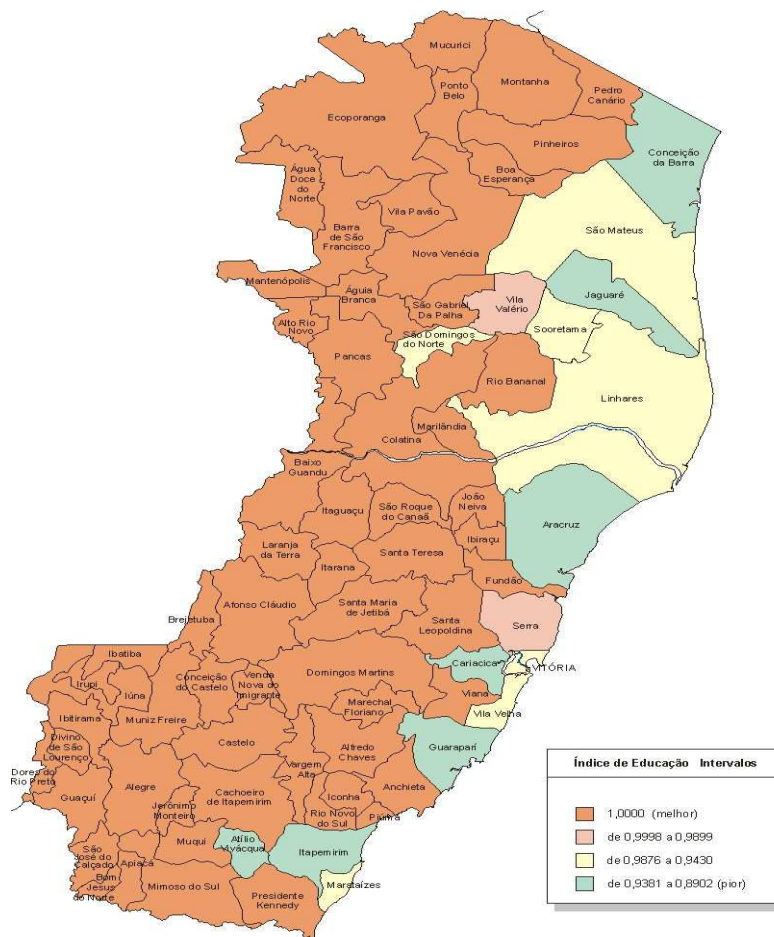 Mucurici
Montanha
Ponto
Belo
Pedro
Canário
Ecoporanga
Pinheiros
Conceição
da Barra
Água
Doce
do
Norte
Boa
Esperança
Vila Pavão
Barra
de São
Francisco
São Mateus
Nova Venécia
Mantenópolis
Águia
Branca
São Gabriel
Da Palha
Vila
Valério
Jaguaré
Alto Rio
Novo
São Domingos
do Norte
Sooretama
Pancas
Rio Bananal
Linhares
Marilândia
Colatina
Baixo
Guandu
Itaguaçu
São Roque
do Canaã
João
Neiva
Aracruz
Ibiraçu
Laranja
da Terra
Santa Teresa
Itarana
Fundão
Afonso Cláudio
Santa Maria
de Jetibá
Santa
Leopoldina
Brejetuba
Serra
Ibatiba
Cariacica
VITÓRIA
Irupi
Iúna
Conceição
do Castelo
Venda
Nova do
Imigrante
Domingos Martins
Viana
Marechal
Floriano
Vila Velha
Ibitirama
Muniz Freire
Divino
de São
Lourenço
Castelo
Alfredo
Chaves
Guarapari
Vargem
Alta
Dores do
Rio Preto
Guaçuí
Alegre
Cachoeiro
de Itapemirim
Anchieta
Jerônimo
Monteiro
Iconha
Rio Novo
do Sul
Piúma
Muqui
Atílio
Vivácqua
Itapemirim
São
José do
Calçado
Apiacá
Bom
Jesus
do Norte
Mimoso do Sul
Presidente
Kennedy
Marataízes
Índice de Educação Intervalos
1,0000 (melhor)
de 0,9998 a 0,9899
de 0,9876 a 0,9430
de 0,9381 a 0,8902 (pior)